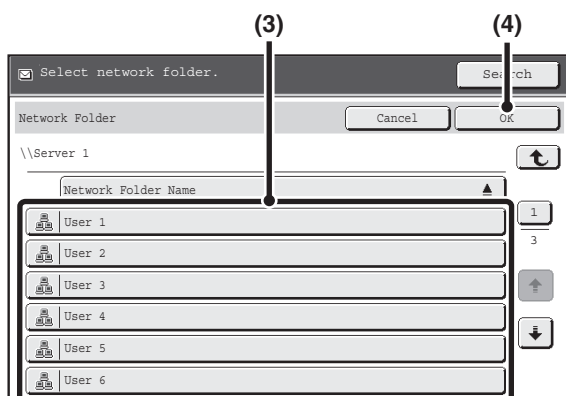 (3) (4)
Select network folder. Search
Network Folder Cancel OK
\\Server 1
Network Folder Name
User 1 1
User 2 3
User 3
User 4
User 5
User 6